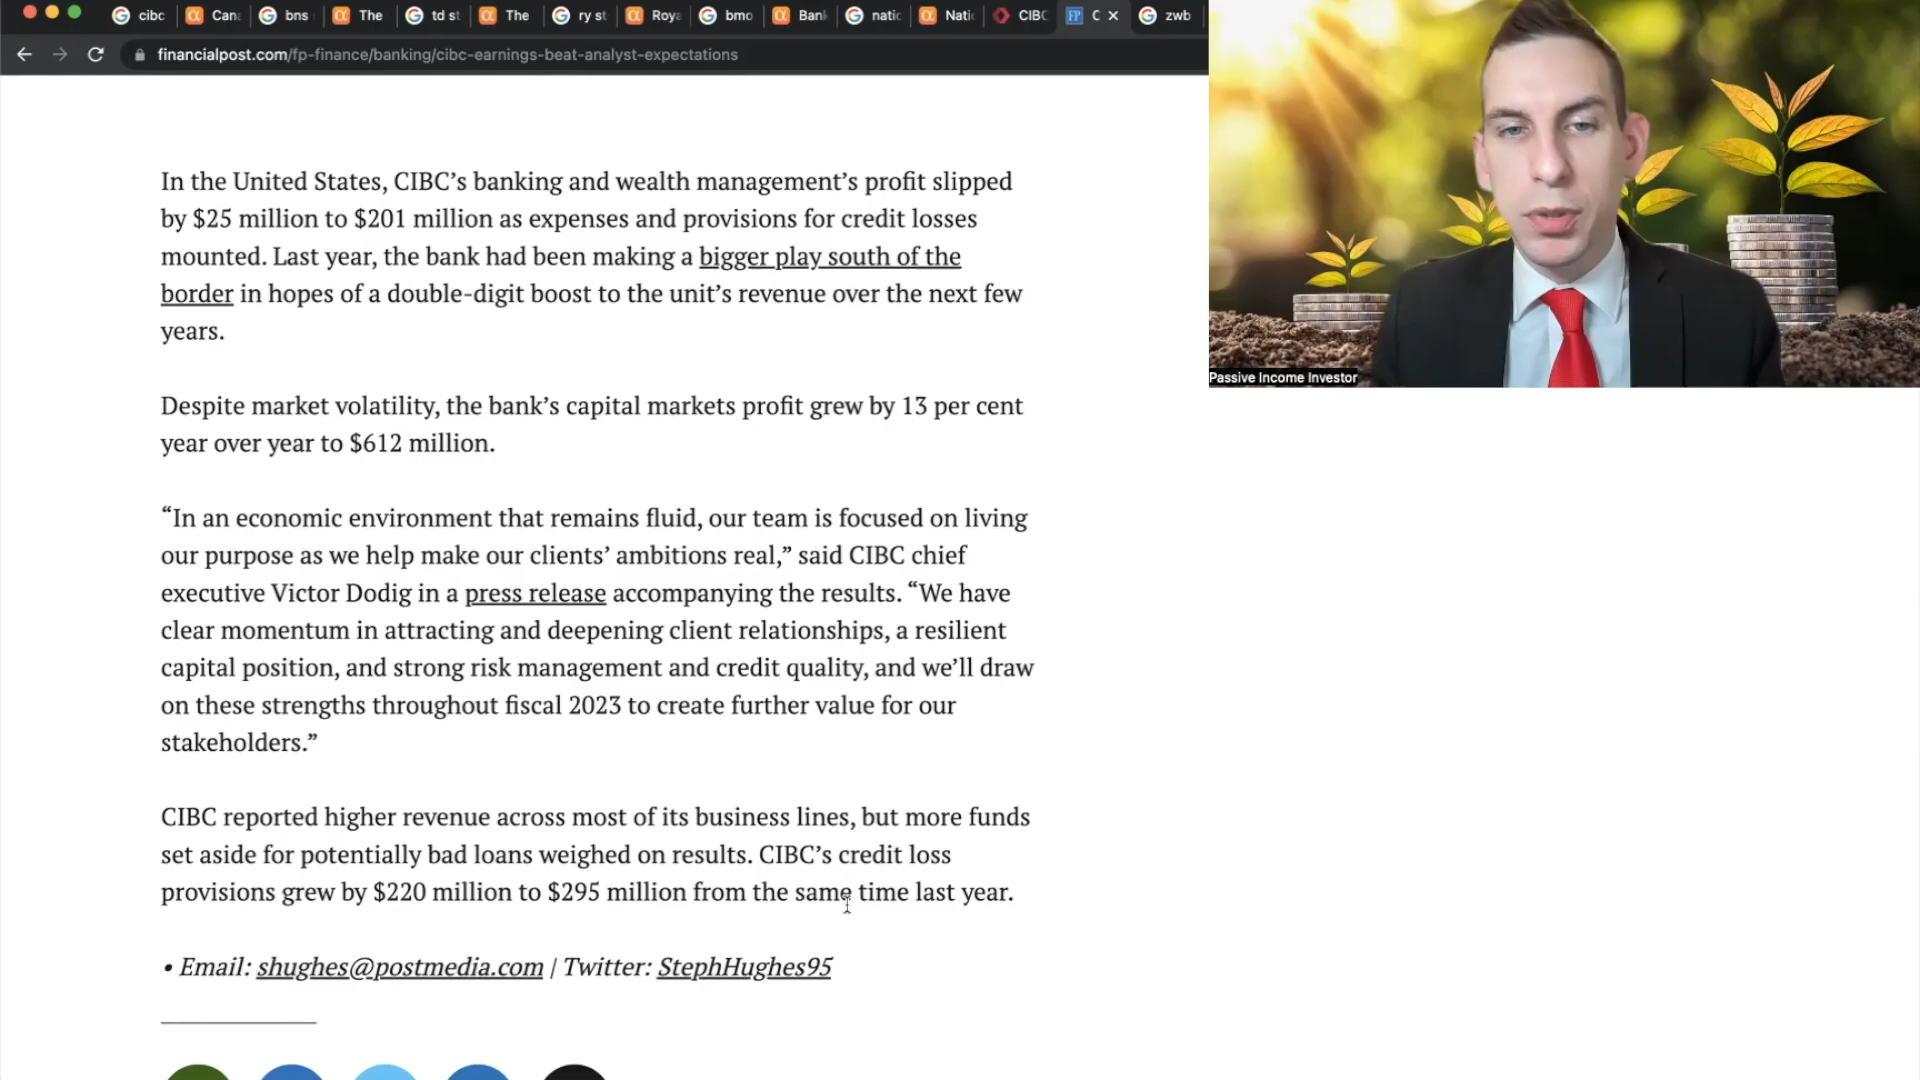 cibc Can bns The td st The ry st Roya bmo Bank natic Natio CIBC FP C zwb
financialpost.com/fp-finance/banking/cibc-earnings-beat-analyst-expectations
In the United States, CIBC’s banking and wealth management’s profit slipped
by $25 million to $201 million as expenses and provisions for credit losses
mounted. Last year, the bank had been making a bigger play south of the
border in hopes of a double-digit boost to the unit’s revenue over the next few
years.
Despite market volatility, the bank’s capital markets profit grew by 13 per cent
year over year to $612 million.
“In an economic environment that remains fluid, our team is focused on living
our purpose as we help make our clients’ ambitions real,” said CIBC chief
executive Victor Dodig in a press release accompanying the results. “We have
clear momentum in attracting and deepening client relationships, a resilient
capital position, and strong risk management and credit quality, and we’ll draw
on these strengths throughout fiscal 2023 to create further value for our
stakeholders.”
CIBC reported higher revenue across most of its business lines, but more funds
set aside for potentially bad loans weighed on results. CIBC’s credit loss
provisions grew by $220 million to $295 million from the same time last year.
• Email: shughes@postmedia.com | Twitter: StephHughes95
Passive Income Investor